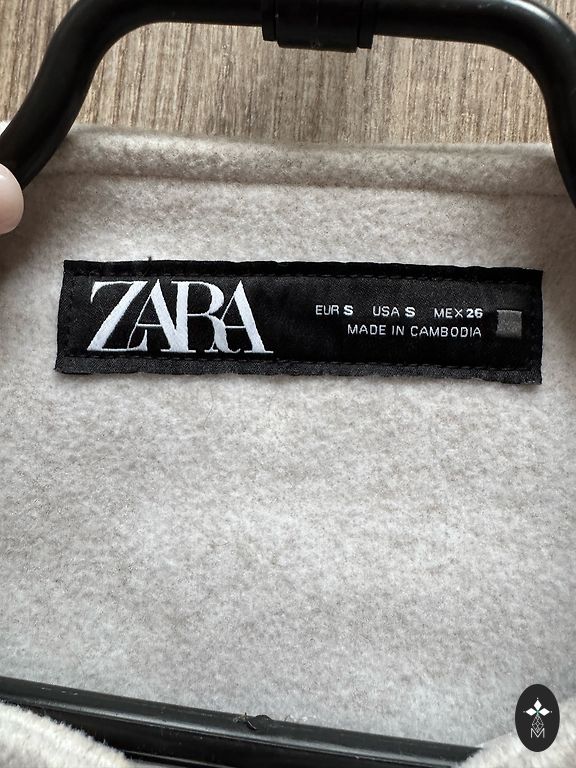 ZARA
EUR S USA S MEX 26
MADE IN CAMBODIA